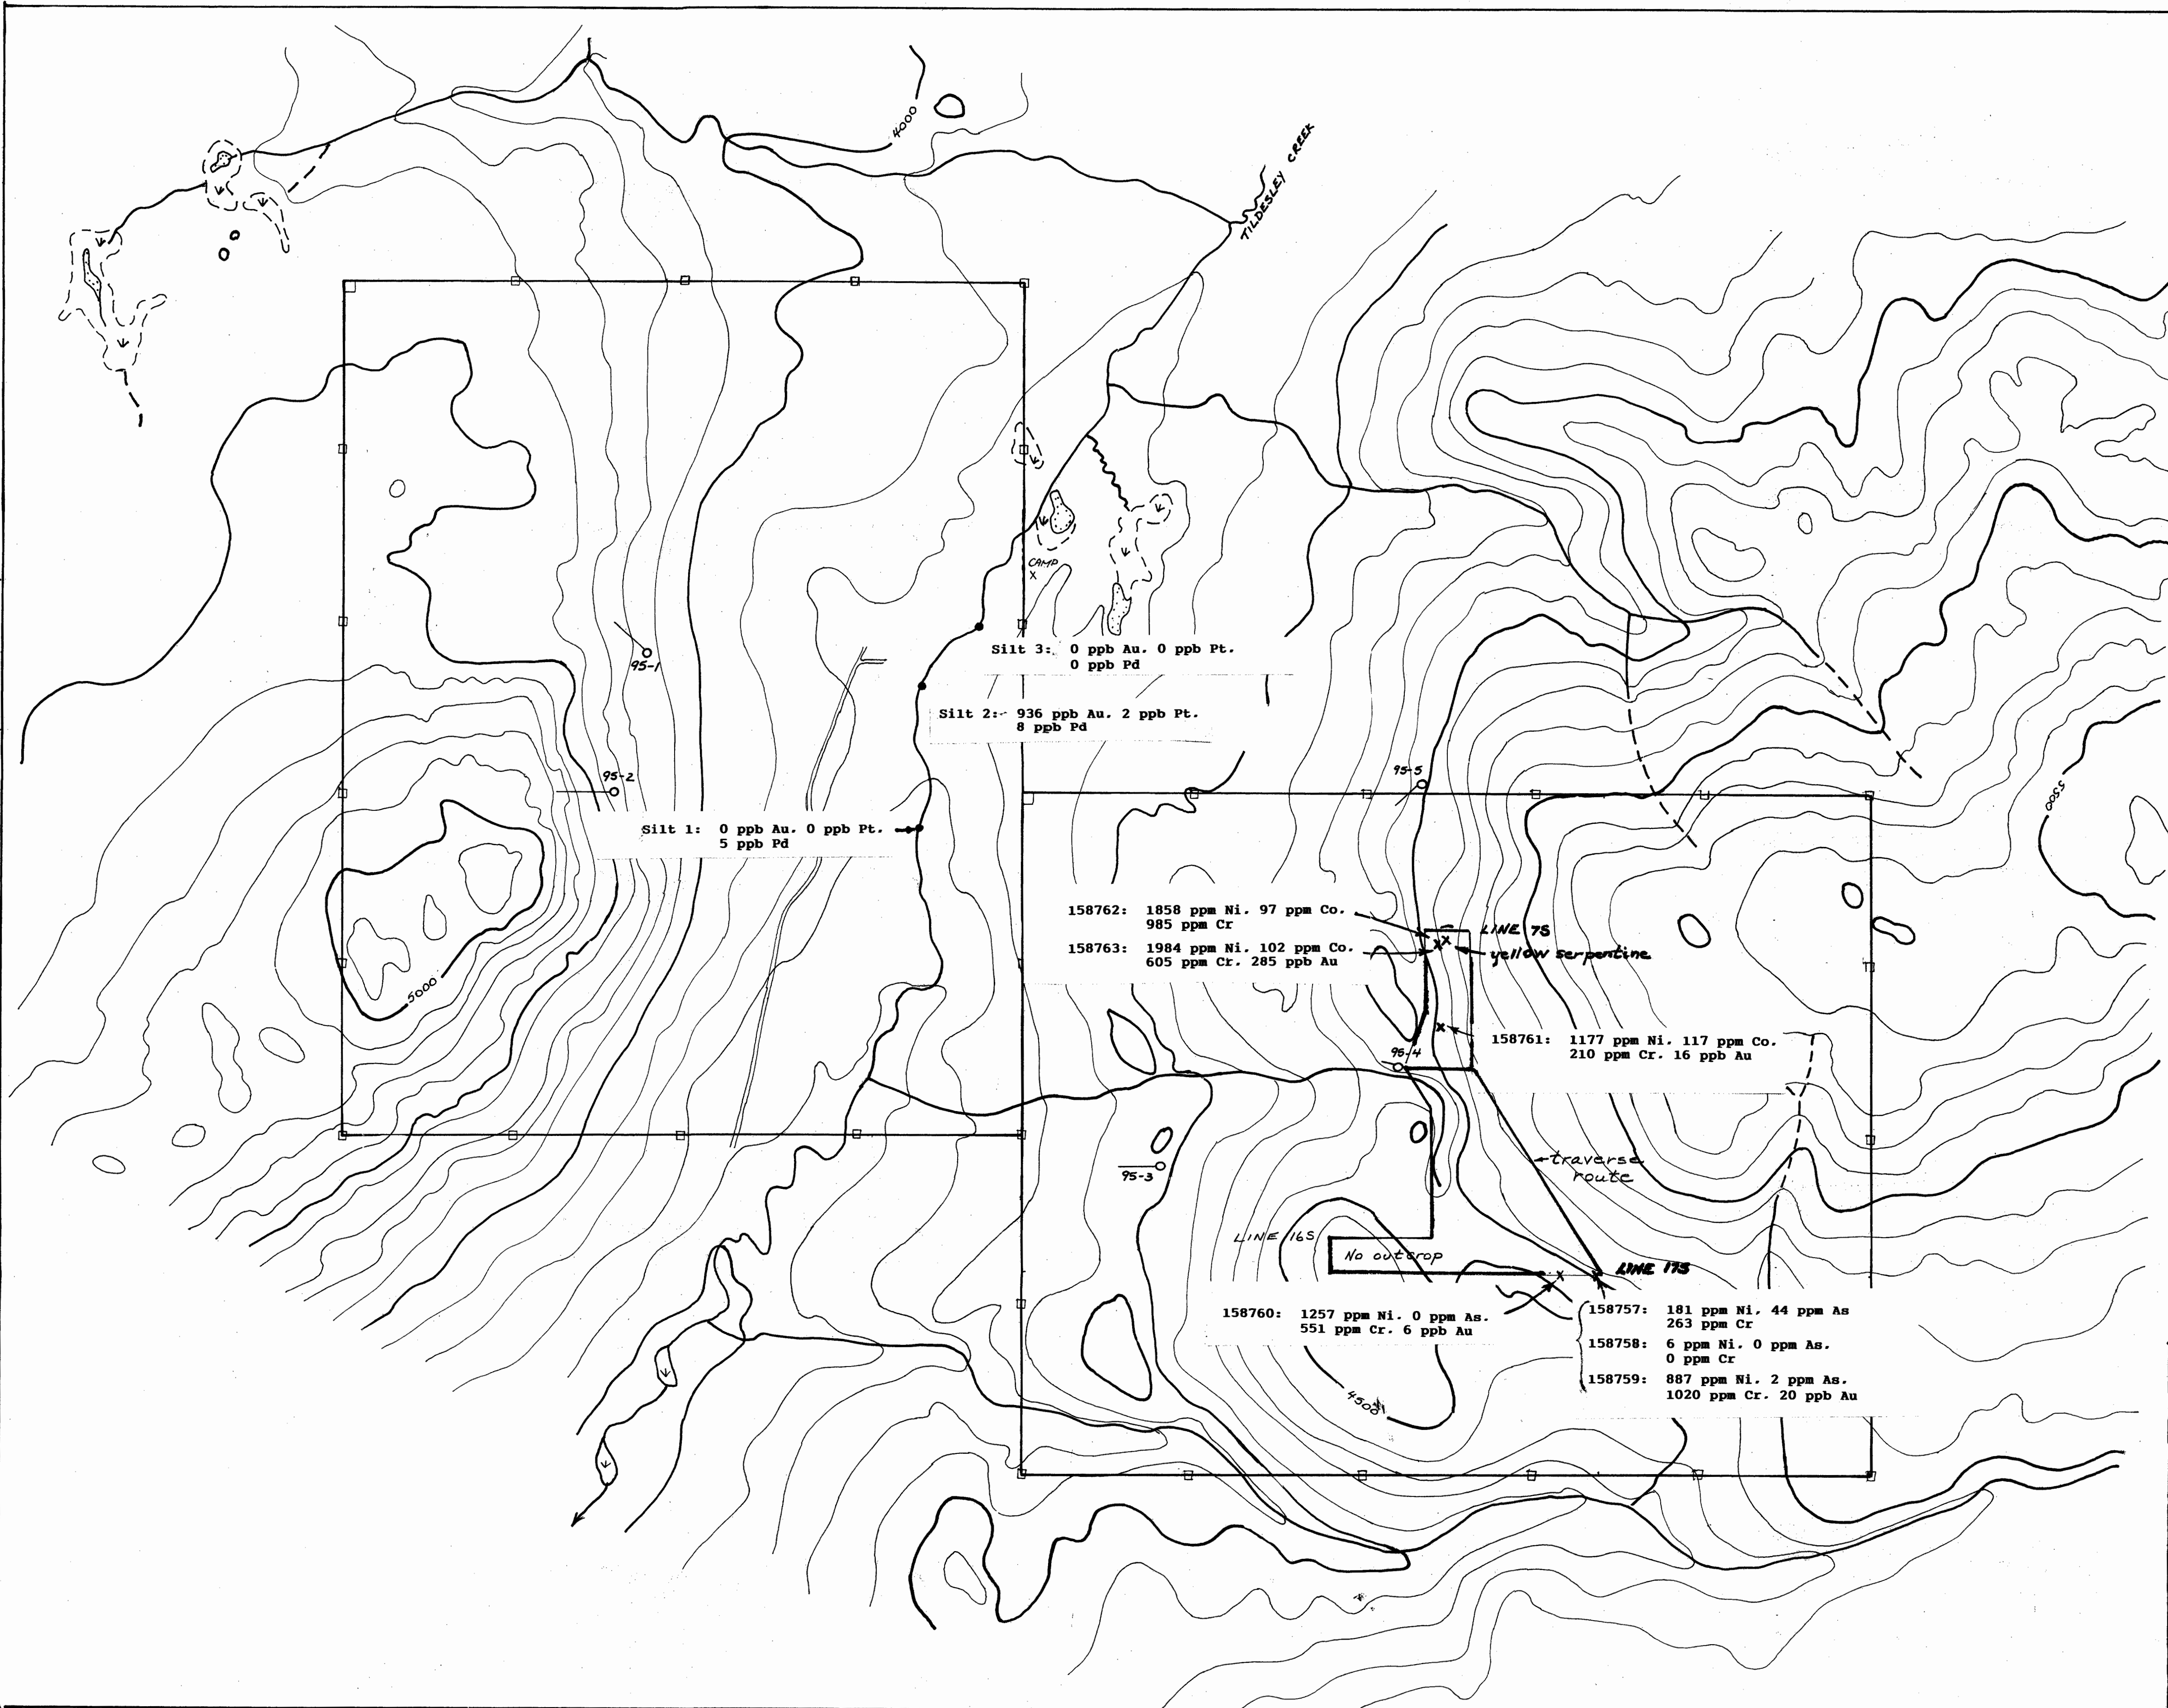 4000
TILDESLEY CREEK
CAMP
X
Silt 3: 0 ppb Au. 0 ppb Pt.
0 ppb Pd
95-1
Silt 2: 936 ppb Au. 2 ppb Pt.
8 ppb Pd
95-2
95-5
5500
Silt 1: 0 ppb Au. 0 ppb Pt.
5 ppb Pd
158762: 1858 ppm Ni. 97 ppm Co.
985 ppm Cr
LINE 7S
158763: 1984 ppm Ni. 102 ppm Co.
605 ppm Cr. 285 ppb Au
yellow serpentine
5000
158761: 1177 ppm Ni. 117 ppm Co.
210 ppm Cr. 16 ppb Au
95-4
95-3
traverse
route
LINE 16S
No outcrop
LINE 17S
158760: 1257 ppm Ni. 0 ppm As.
551 ppm Cr. 6 ppb Au
158757: 181 ppm Ni. 44 ppm As
263 ppm Cr
158758: 6 ppm Ni. 0 ppm As.
0 ppm Cr
158759: 887 ppm Ni. 2 ppm As.
1020 ppm Cr. 20 ppb Au
4500